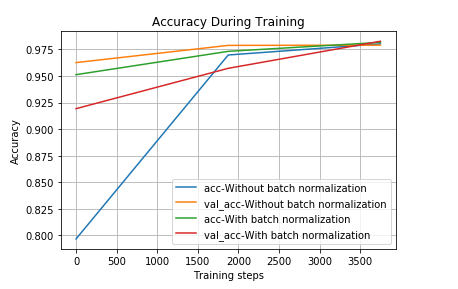 Accuracy During Training
Accuracy
0.975
0.950
0.925
0.900
0.875
0.850
0.825
0.800
acc-Without batch normalization
val_acc-Without batch normalization
acc-With batch normalization
val_acc-With batch normalization
0 500 1000 1500 2000 2500 3000 3500
Training steps